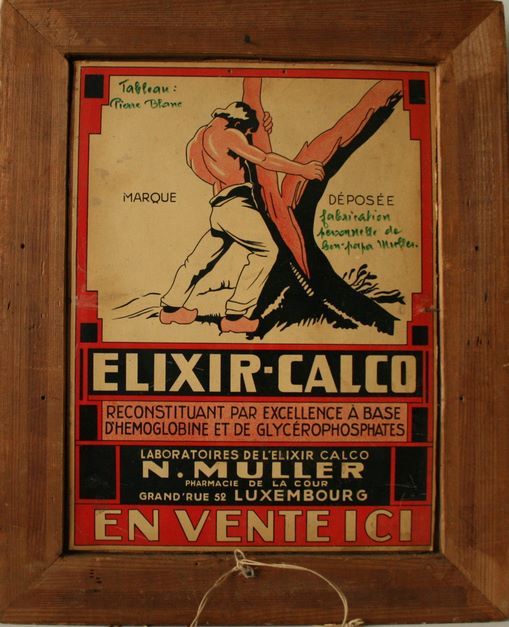 Tableau:
Pierre Blanc
MARQUE DÉPOSÉE
fabrication
personnelle de
bon-papa Muller.
ELIXIR-CALCO
RECONSTITUANT PAR EXCELLENCE À BASE
D'HEMOGLOBINE ET DE GLYCÉROPHOSPHATES
LABORATOIRES DE L'ELIXIR CALCO
N. MULLER
PHARMACIE DE LA COUR
GRAND'RUE 52 LUXEMBOURG
EN VENTE ICI